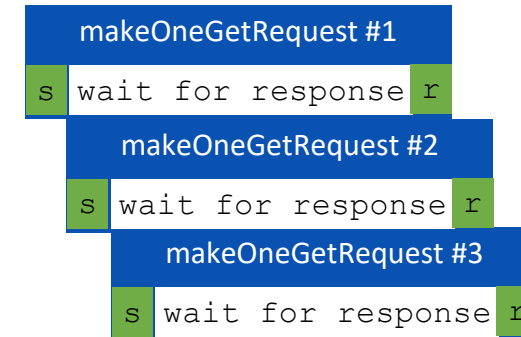 makeOneGetRequest #1
s wait for response r
makeOneGetRequest #2
s wait for response r
makeOneGetRequest #3
s wait for response r